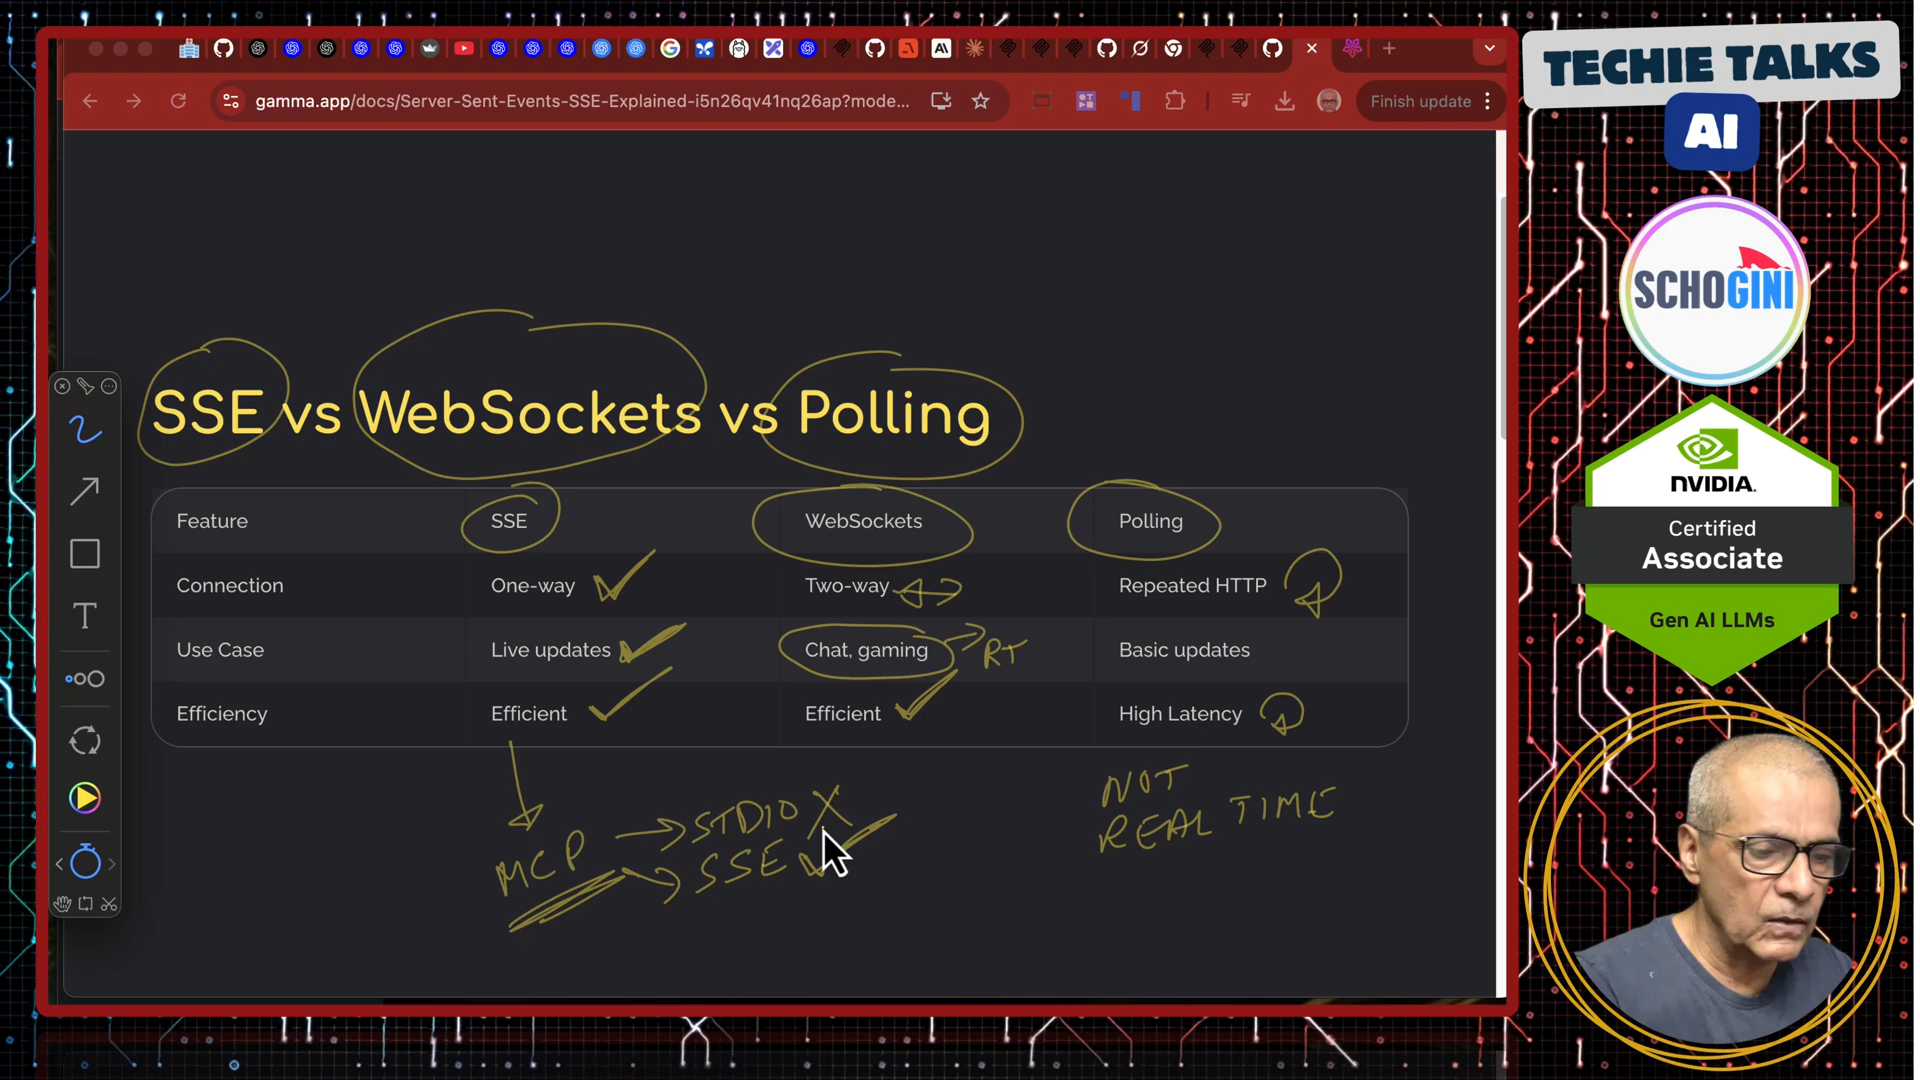 gamma.app/docs/Server-Sent-Events-SSE-Explained-i5n26qv41nq26ap?mode...
Finish update
TECHIE TALKS
AI
SCHOGINI
NVIDIA.
Certified
Associate
Gen AI LLMs
SSE vs WebSockets vs Polling
Feature SSE WebSockets Polling
Connection One-way Two-way Repeated HTTP
Use Case Live updates Chat, gaming RT Basic updates
Efficiency Efficient Efficient High Latency
MCP → STDIO X
→ SSE ✓
NOT
REAL TIME
T